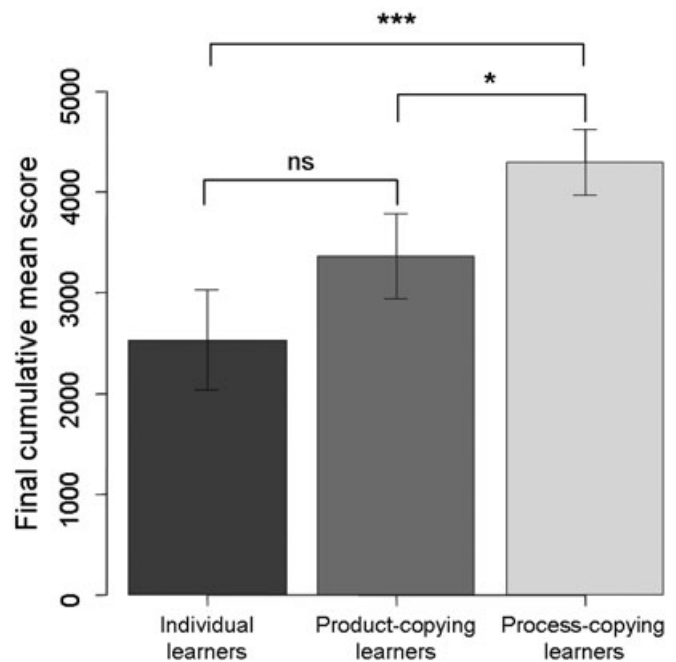 ***
*
ns
Final cumulative mean score
5000
4000
3000
2000
1000
0
Individual
learners
Product-copying
learners
Process-copying
learners